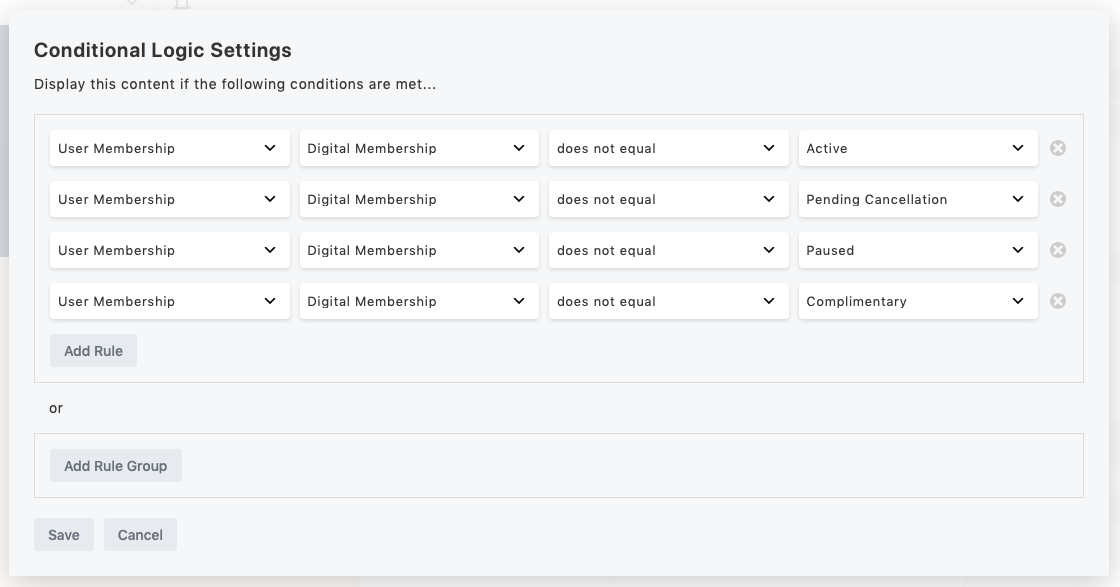 Conditional Logic Settings
Display this content if the following conditions are met...
User Membership Digital Membership does not equal Active
User Membership Digital Membership does not equal Pending Cancellation
User Membership Digital Membership does not equal Paused
User Membership Digital Membership does not equal Complimentary
Add Rule
or
Add Rule Group
Save Cancel